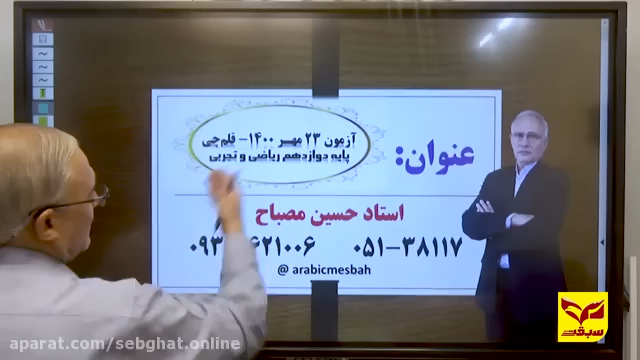 عنوان:
آزمون ۲۳ مهر ۱۴۰۰- قلم‌چی
پایه دوازدهم ریاضی و تجربی
استاد حسین مصباح
۰۵۱-۳۸۱۱۷
@ arabicmesbah
سبقت
aparat.com/sebghat.online